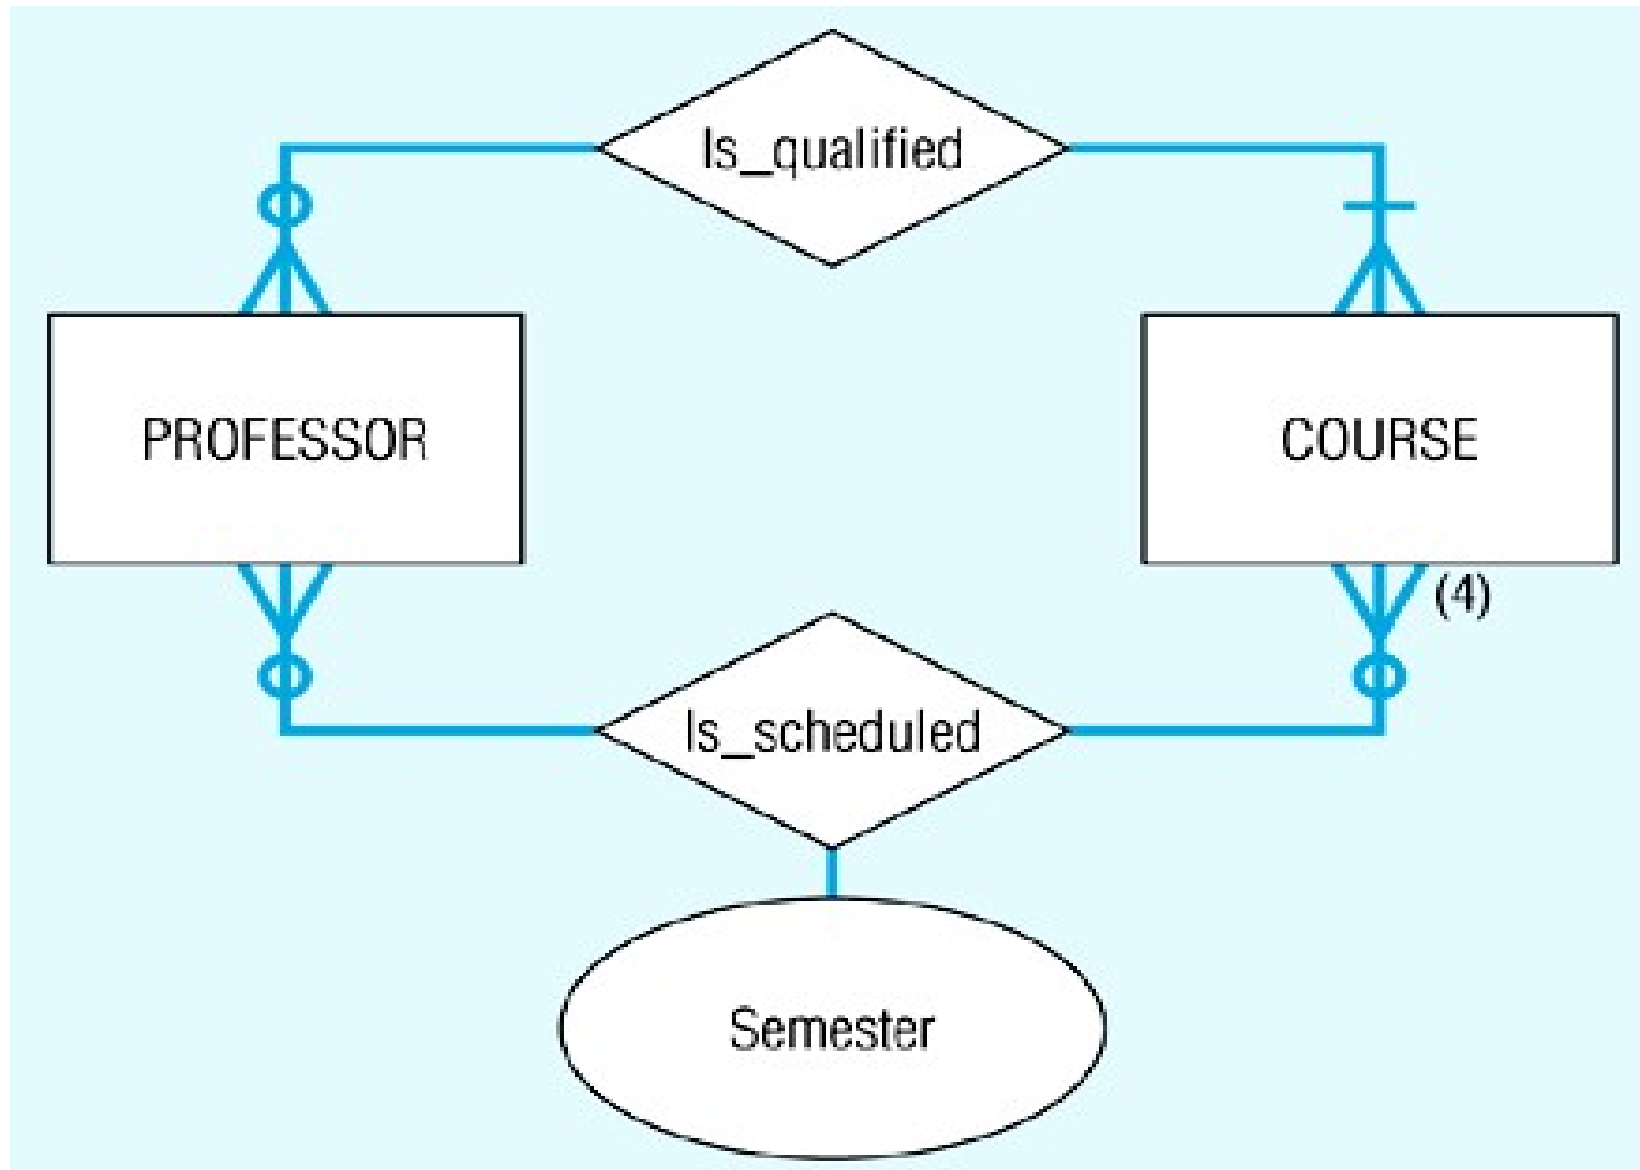 Is_qualified
PROFESSOR
COURSE
(4)
Is_scheduled
Semester